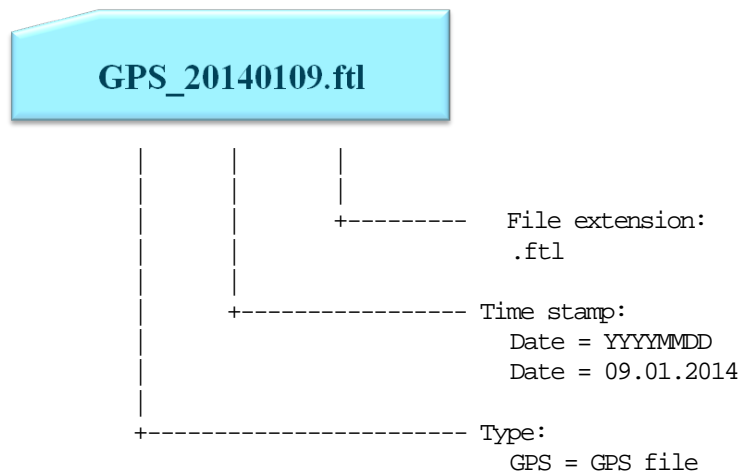 GPS_20140109.ftl
File extension:
.ftl
Time stamp:
Date = YYYYMMDD
Date = 09.01.2014
Type:
GPS = GPS file